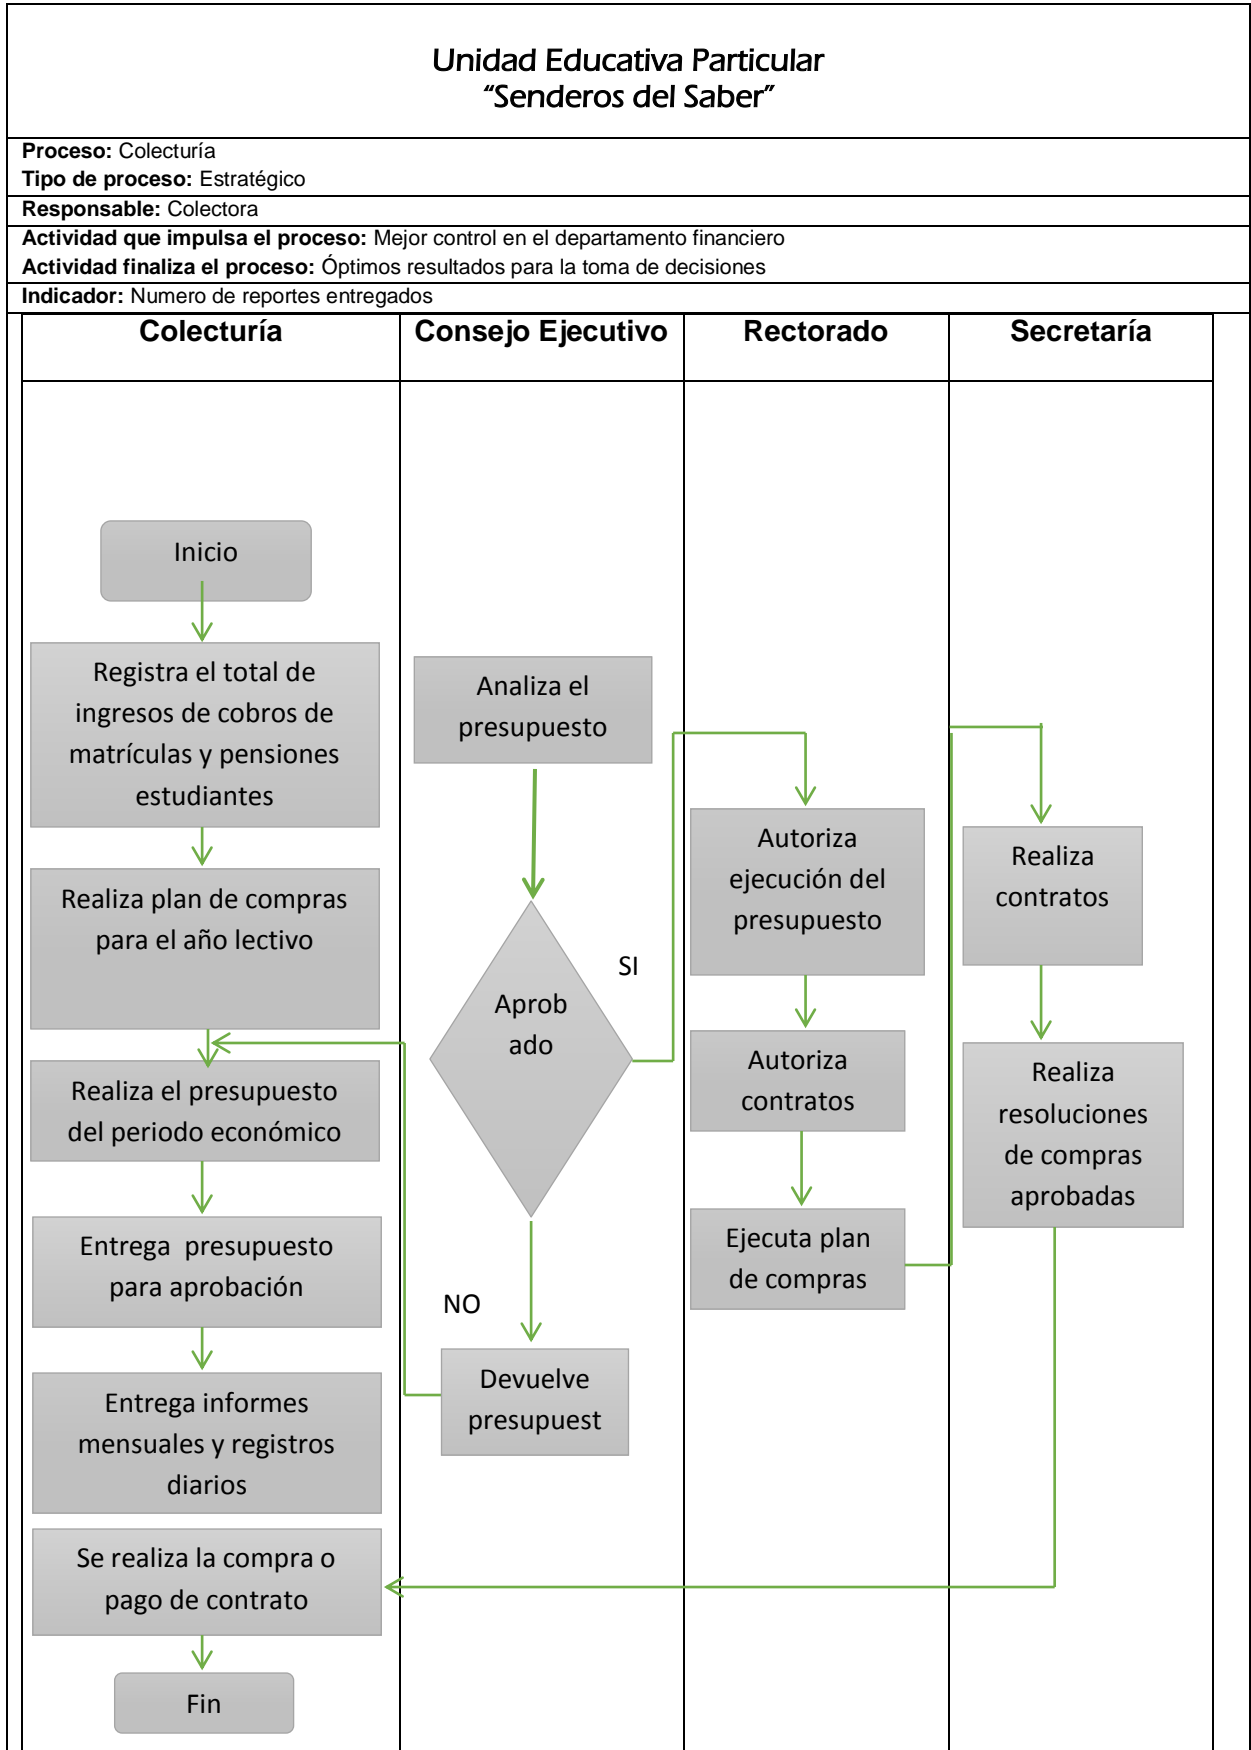 Unidad Educativa Particular
“Senderos del Saber”
Proceso: Colecturía
Tipo de proceso: Estratégico
Responsable: Colectora
Actividad que impulsa el proceso: Mejor control en el departamento financiero
Actividad finaliza el proceso: Óptimos resultados para la toma de decisiones
Indicador: Numero de reportes entregados
Colecturía
Consejo Ejecutivo
Rectorado
Secretaría
Inicio
Registra el total de
ingresos de cobros de
matrículas y pensiones
estudiantes
Realiza plan de compras
para el año lectivo
Realiza el presupuesto
del periodo económico
Entrega  presupuesto
para aprobación
Entrega informes
mensuales y registros
diarios
Se realiza la compra o
pago de contrato
Fin
Analiza el
presupuesto
Aprob
ado
SI
NO
Devuelve
presupuest
Autoriza
ejecución del
presupuesto
Autoriza
contratos
Ejecuta plan
de compras
Realiza
contratos
Realiza
resoluciones
de compras
aprobadas